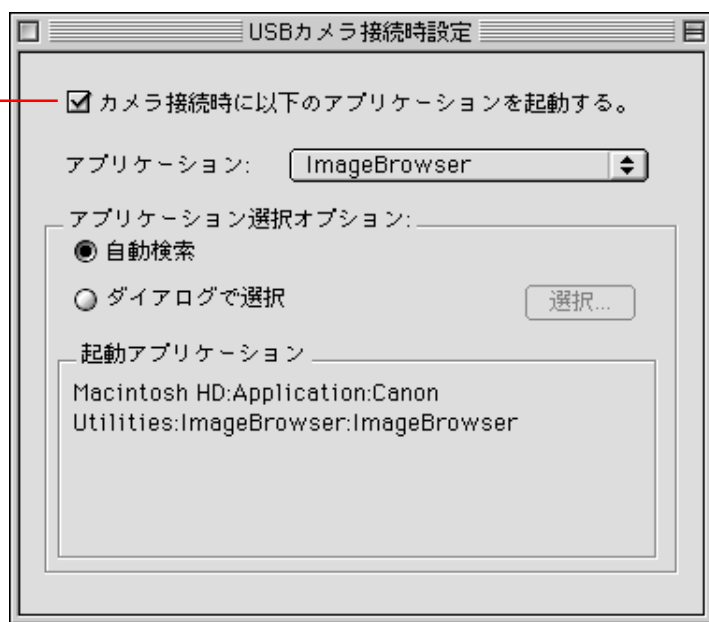 USBカメラ接続時設定
カメラ接続時に以下のアプリケーションを起動する。
アプリケーション: ImageBrowser
アプリケーション選択オプション:
自動検索
ダイアログで選択 選択...
起動アプリケーション
Macintosh HD:Application:Canon
Utilities:ImageBrowser:ImageBrowser